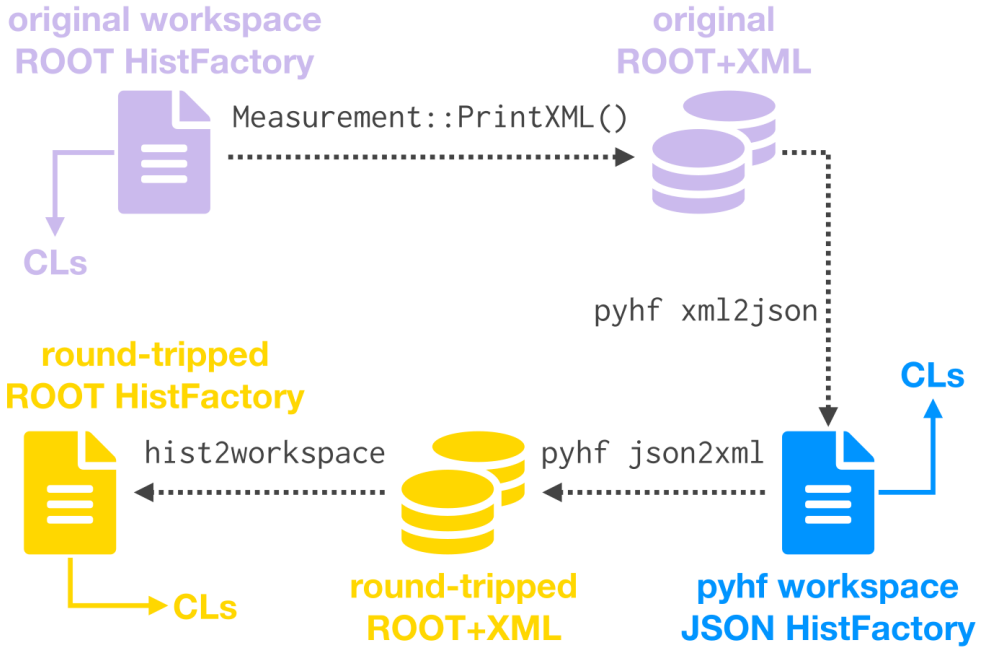 original workspace
ROOT HistFactory
original
ROOT+XML
Measurement::PrintXML()
CLs
pyhf xml2json
round-tripped
ROOT HistFactory
CLs
hist2workspace
pyhf json2xml
round-tripped
ROOT+XML
pyhf workspace
JSON HistFactory
CLs